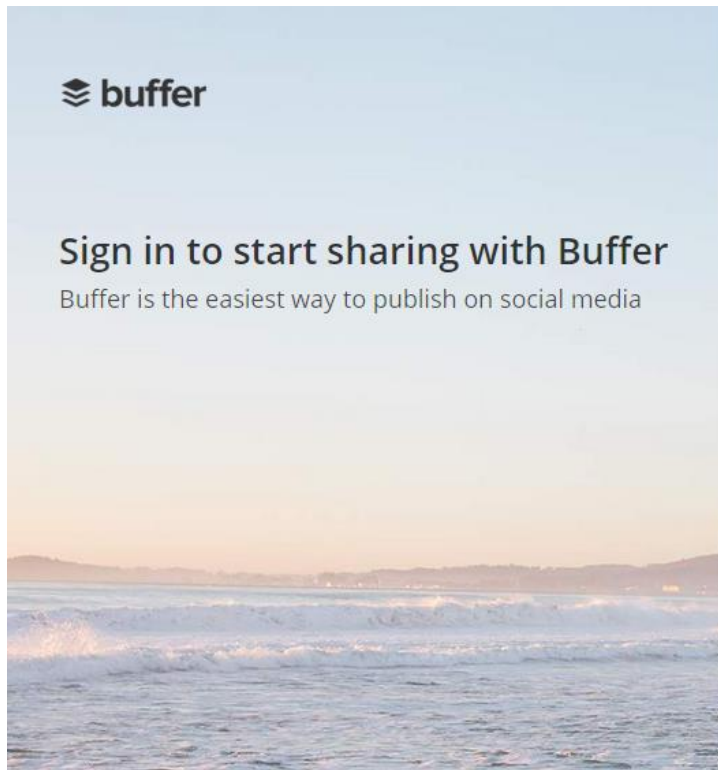 buffer
Sign in to start sharing with Buffer
Buffer is the easiest way to publish on social media